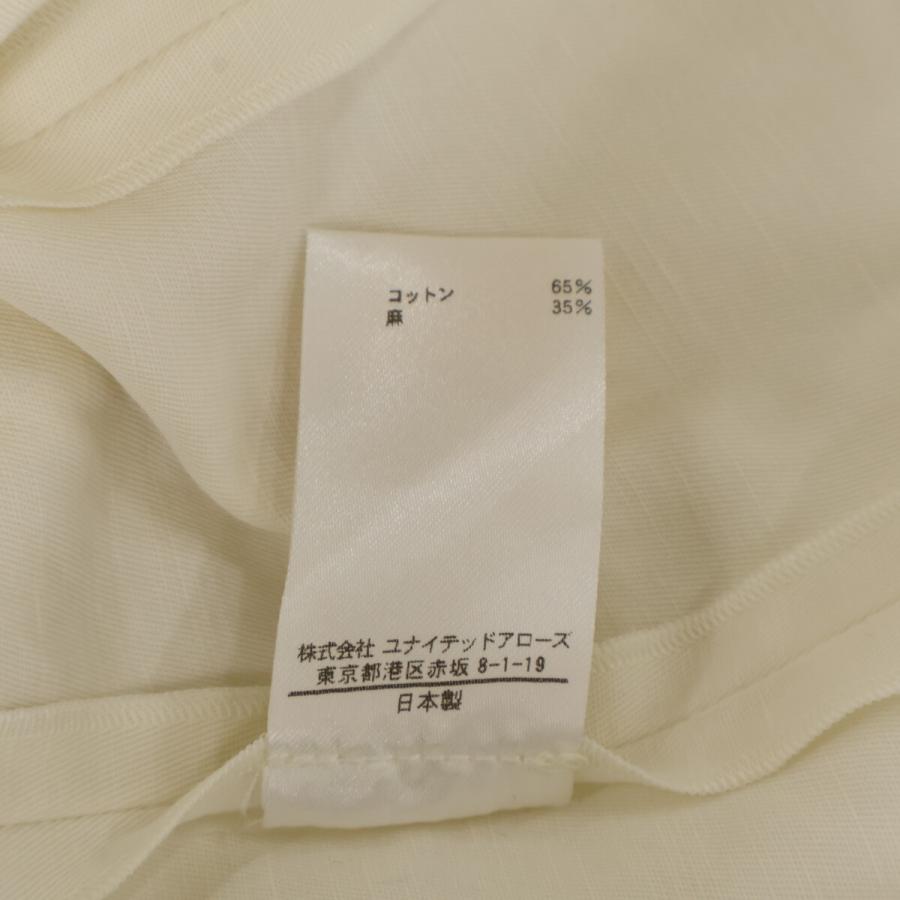 コットン 65%
麻 35%
株式会社 ユナイテッドアローズ
東京都港区赤坂 8-1-19
日本製